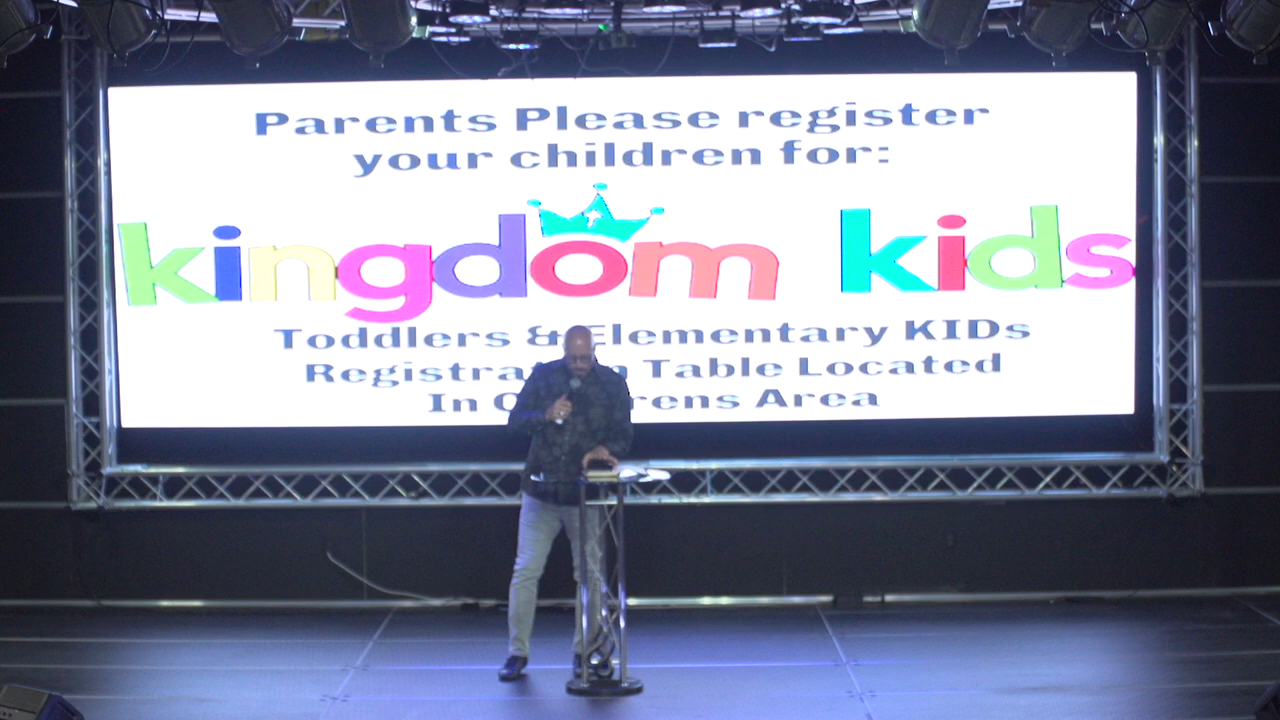 Parents Please register
your children for:
kingdom kids
Toddlers & Elementary KIDs
Table Located
In Area